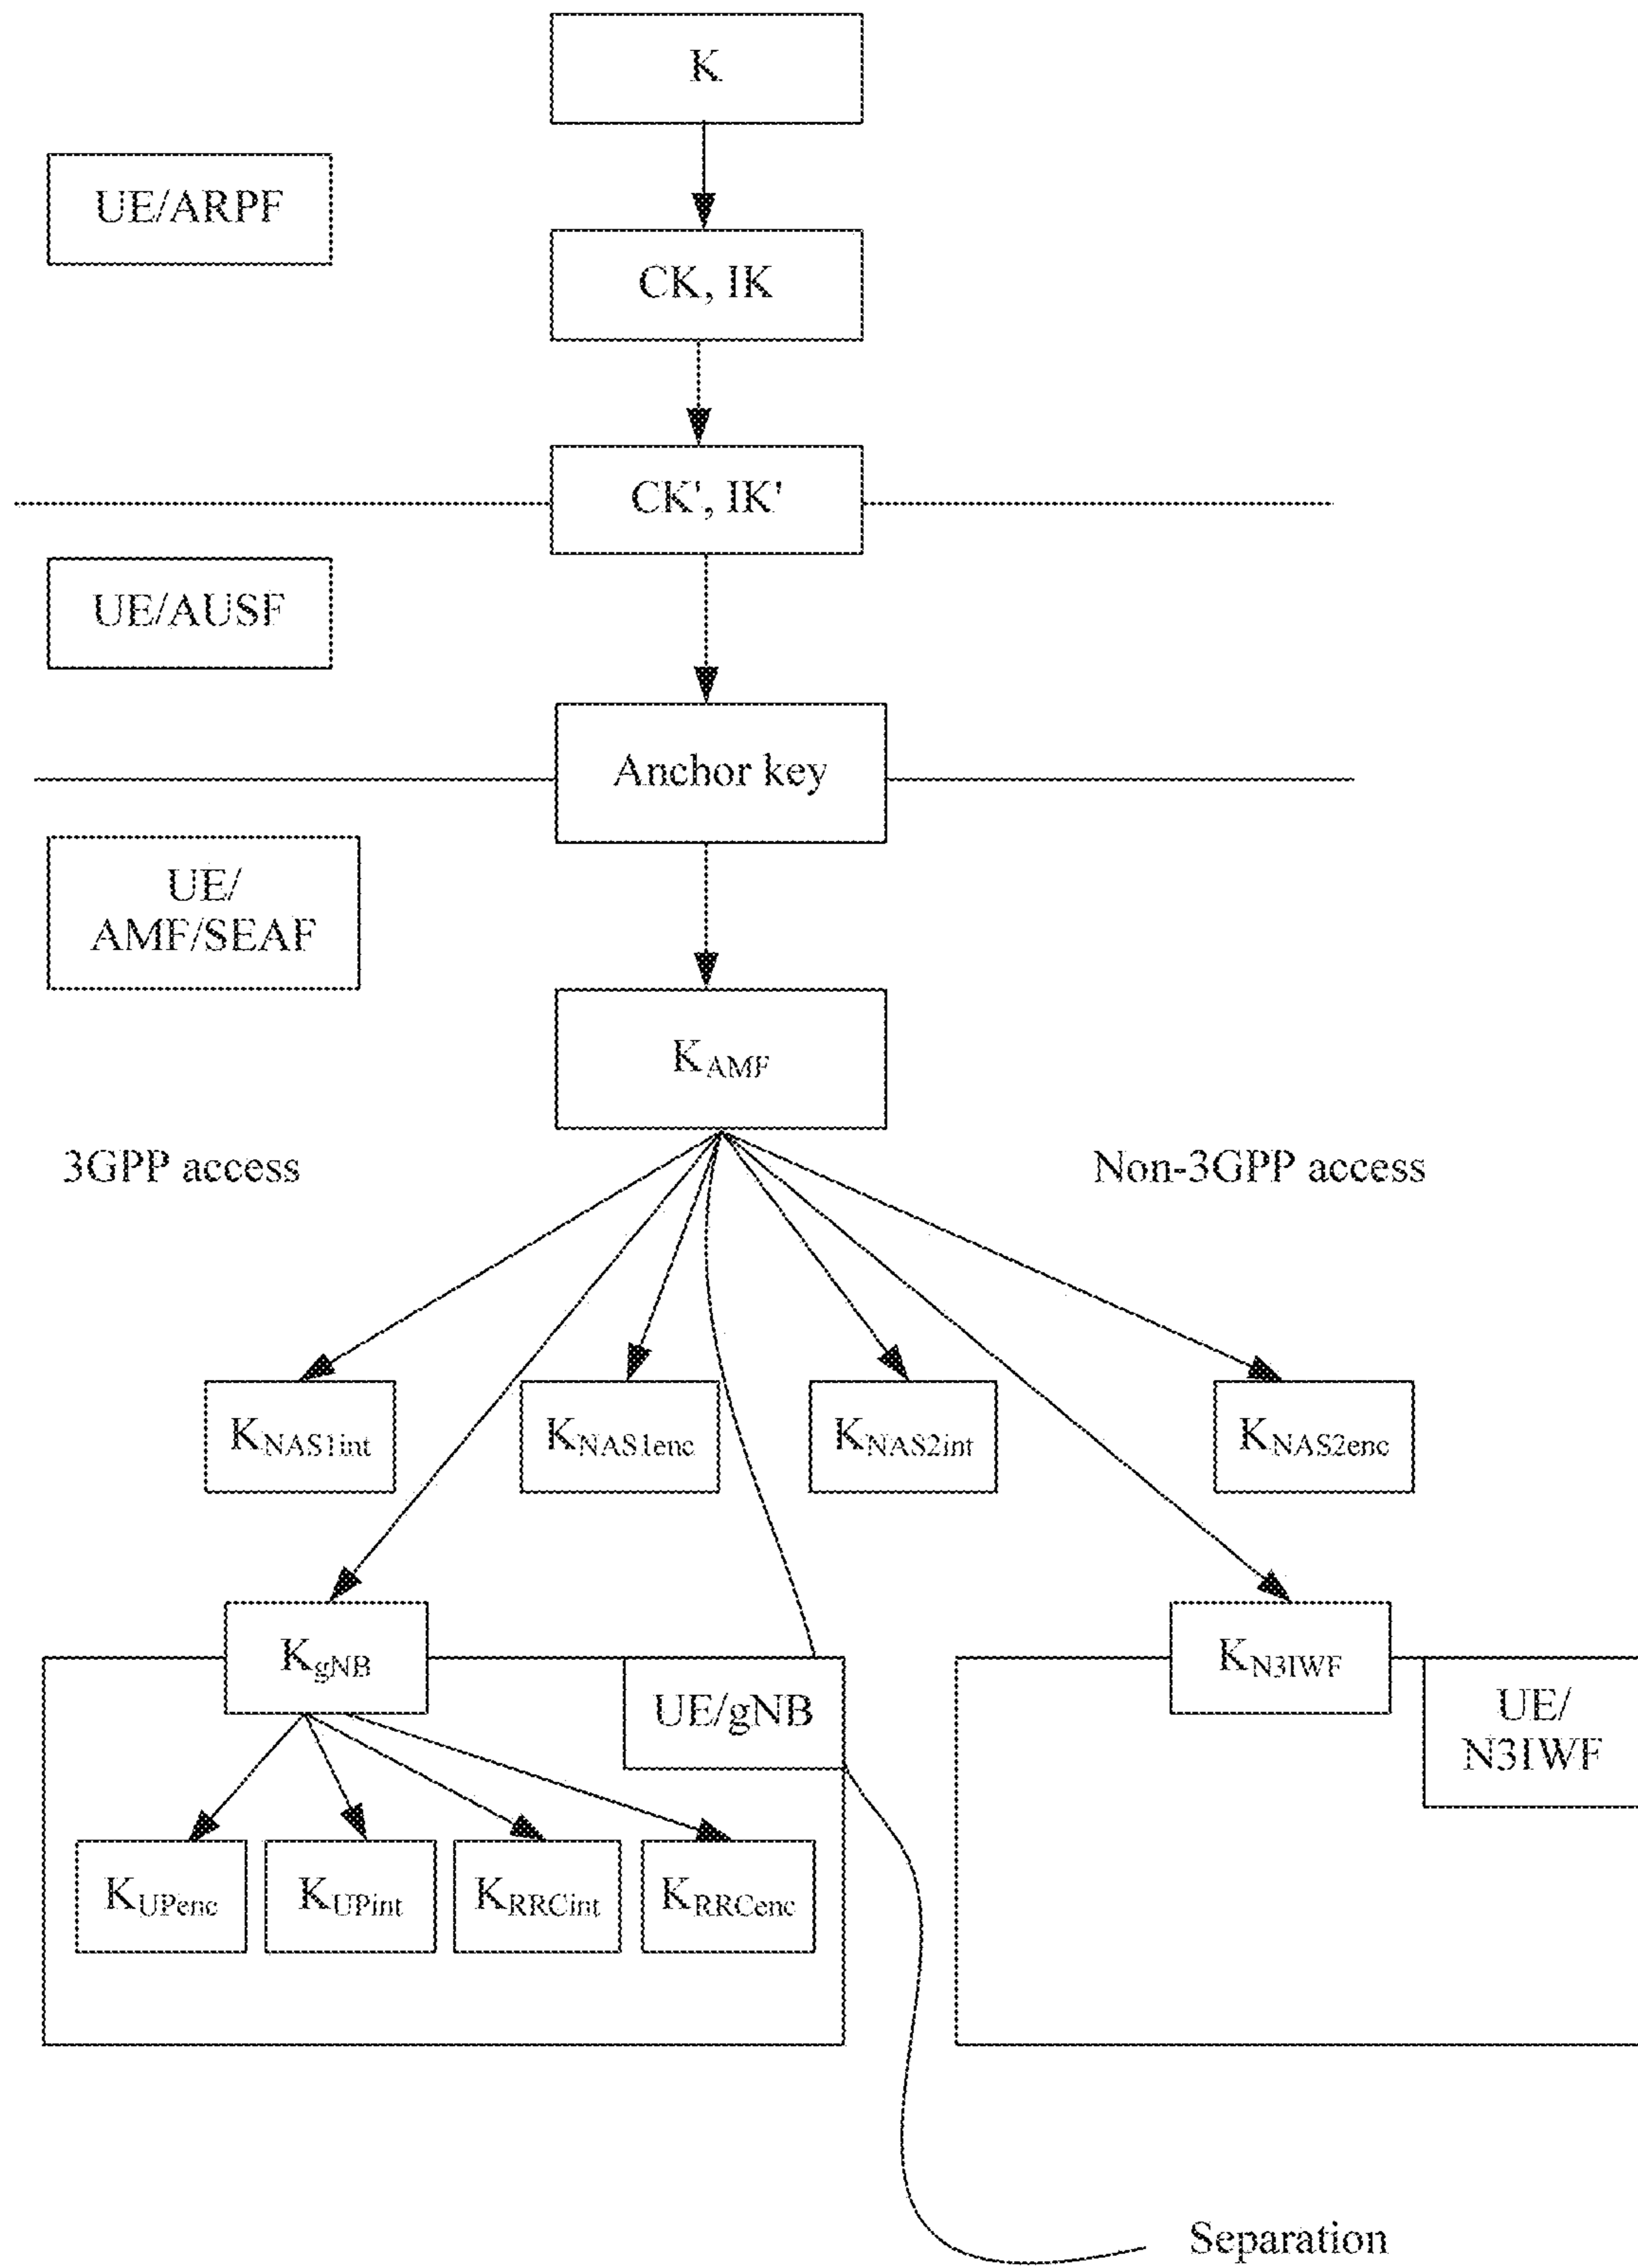 K
UE/ARPF
CK, IK
CK', IK'
UE/AUSF
Anchor key
UE/
AMF/SEAF
KAMF
3GPP access
Non-3GPP access
KNAS1int
KNAS1enc
KNAS2int
KNAS2enc
KgNB
UE/gNB
KN3IWF
UE/
N3IWF
KUPenc
KUPint
KRRCint
KRRCenc
Separation